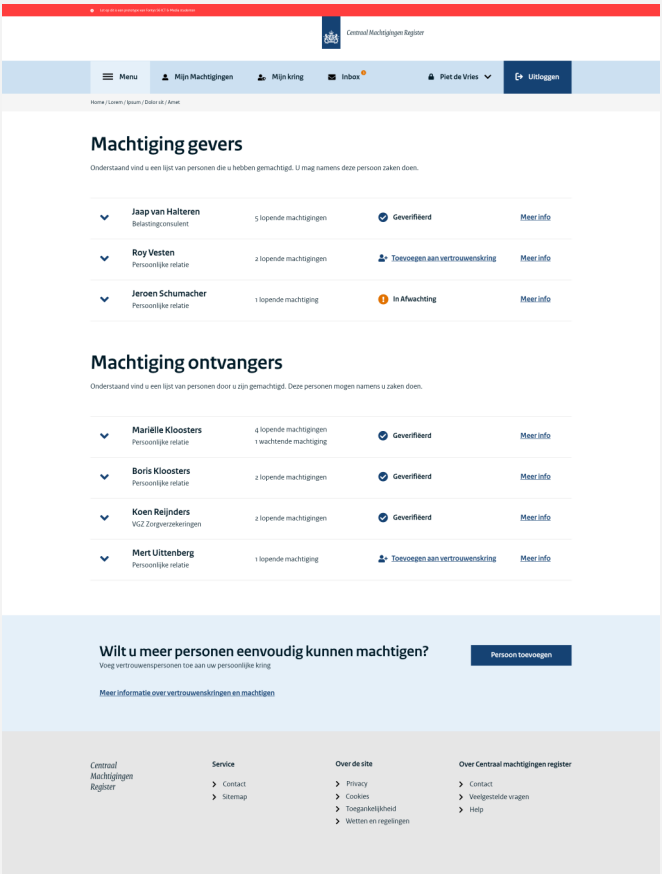 Centraal Machtigingen Register
Menu
Mijn Machtigingen
Mijn kring
Inbox
Piet de Vries
Uitloggen
Home / Lorem / Ipsum / Dolor sit / Amet
Machtiging gevers
Onderstaand vind u een lijst van personen die u hebben gemachtigd. U mag namens deze persoon zaken doen.
Jaap van Halteren
Belastingconsulent
5 lopende machtigingen
Geverifiëerd
Meer info
Roy Vesten
Persoonlijke relatie
2 lopende machtigingen
Toevoegen aan vertrouwenskring
Meer info
Jeroen Schumacher
Persoonlijke relatie
1 lopende machtiging
In Afwachting
Meer info
Machtiging ontvangers
Onderstaand vind u een lijst van personen door u zijn gemachtigd. Deze personen mogen namens u zaken doen.
Mariëlle Kloosters
Persoonlijke relatie
4 lopende machtigingen
1 wachtende machtiging
Geverifiëerd
Meer info
Boris Kloosters
Persoonlijke relatie
2 lopende machtigingen
Geverifiëerd
Meer info
Koen Reijnders
VGZ Zorgverzekeringen
2 lopende machtigingen
Geverifiëerd
Meer info
Mert Uittenberg
Persoonlijke relatie
1 lopende machtiging
Toevoegen aan vertrouwenskring
Meer info
Wilt u meer personen eenvoudig kunnen machtigen?
Voeg vertrouwenspersonen toe aan uw persoonlijke kring
Persoon toevoegen
Meer informatie over vertrouwenskringen en machtigen
Centraal
Machtigingen
Register
Service
Contact
Sitemap
Over de site
Privacy
Cookies
Toegankelijkheid
Wetten en regelingen
Over Centraal machtigingen register
Contact
Veelgestelde vragen
Help